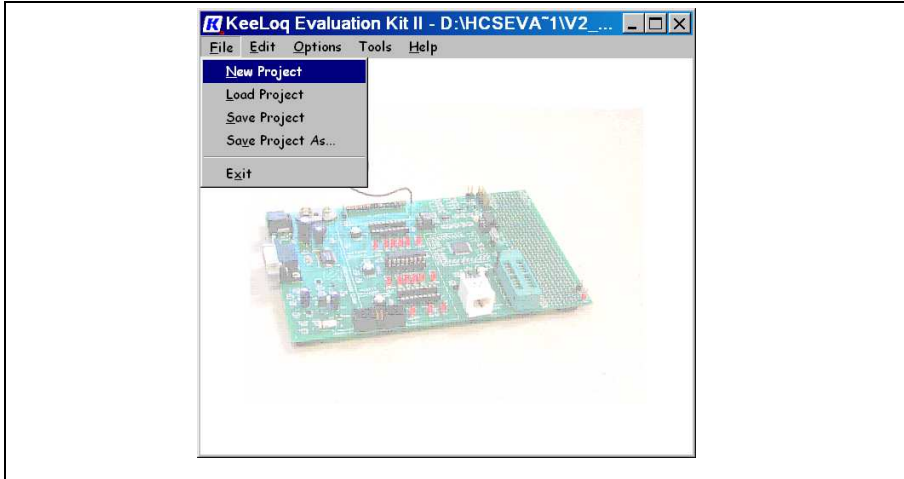 KeeLoq Evaluation Kit II - D:\HCSEVA~1\V2_...
File Edit Options Tools Help
New Project
Load Project
Save Project
Save Project As...
Exit